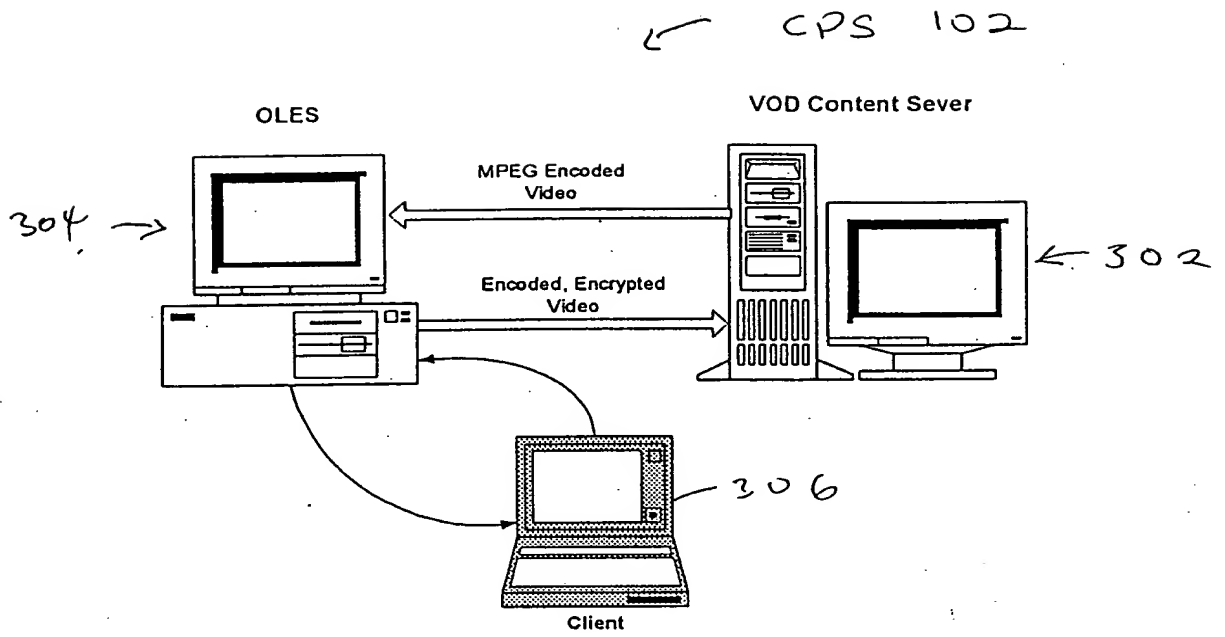 CPS 102
VOD Content Sever
OLES
MPEG Encoded
Video
304
302
Encoded, Encrypted
Video
306
Client